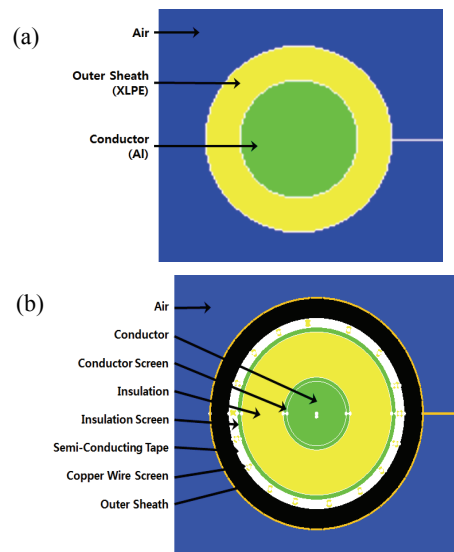 (a)
Air
Outer Sheath
(XLPE)
Conductor
(Al)
(b)
Air
Conductor
Conductor Screen
Insulation
Insulation Screen
Semi-Conducting Tape
Copper Wire Screen
Outer Sheath